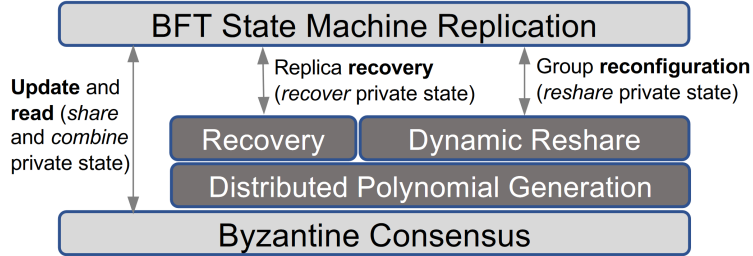 BFT State Machine Replication
Update and
read (share
and combine
private state)
Replica recovery
(recover private state)
Group reconfiguration
(reshare private state)
Recovery
Dynamic Reshare
Distributed Polynomial Generation
Byzantine Consensus